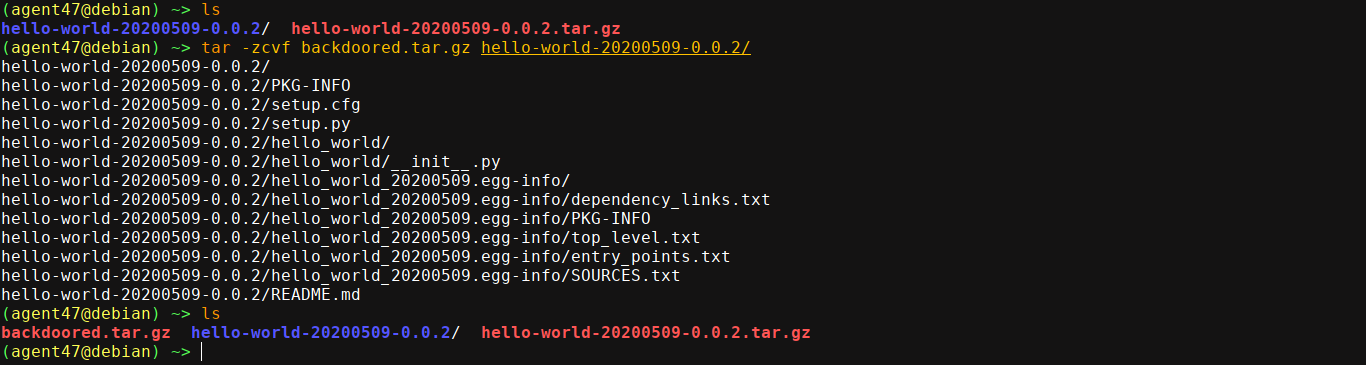 (agent47@debian) ~> ls
hello-world-20200509-0.0.2/  hello-world-20200509-0.0.2.tar.gz
(agent47@debian) ~> tar -zcvf backdoored.tar.gz hello-world-20200509-0.0.2/
hello-world-20200509-0.0.2/
hello-world-20200509-0.0.2/PKG-INFO
hello-world-20200509-0.0.2/setup.cfg
hello-world-20200509-0.0.2/setup.py
hello-world-20200509-0.0.2/hello_world/
hello-world-20200509-0.0.2/hello_world/__init__.py
hello-world-20200509-0.0.2/hello_world_20200509.egg-info/
hello-world-20200509-0.0.2/hello_world_20200509.egg-info/dependency_links.txt
hello-world-20200509-0.0.2/hello_world_20200509.egg-info/PKG-INFO
hello-world-20200509-0.0.2/hello_world_20200509.egg-info/top_level.txt
hello-world-20200509-0.0.2/hello_world_20200509.egg-info/entry_points.txt
hello-world-20200509-0.0.2/hello_world_20200509.egg-info/SOURCES.txt
hello-world-20200509-0.0.2/README.md
(agent47@debian) ~> ls
backdoored.tar.gz  hello-world-20200509-0.0.2/  hello-world-20200509-0.0.2.tar.gz
(agent47@debian) ~>